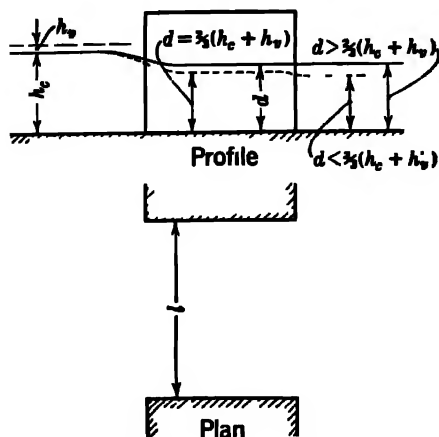 h_v
d = ⅔(h_c + h_v)
d > ⅔(h_c + h_v)
h_c
d
Profile
d < ⅔(h_c + h_v)
l
Plan